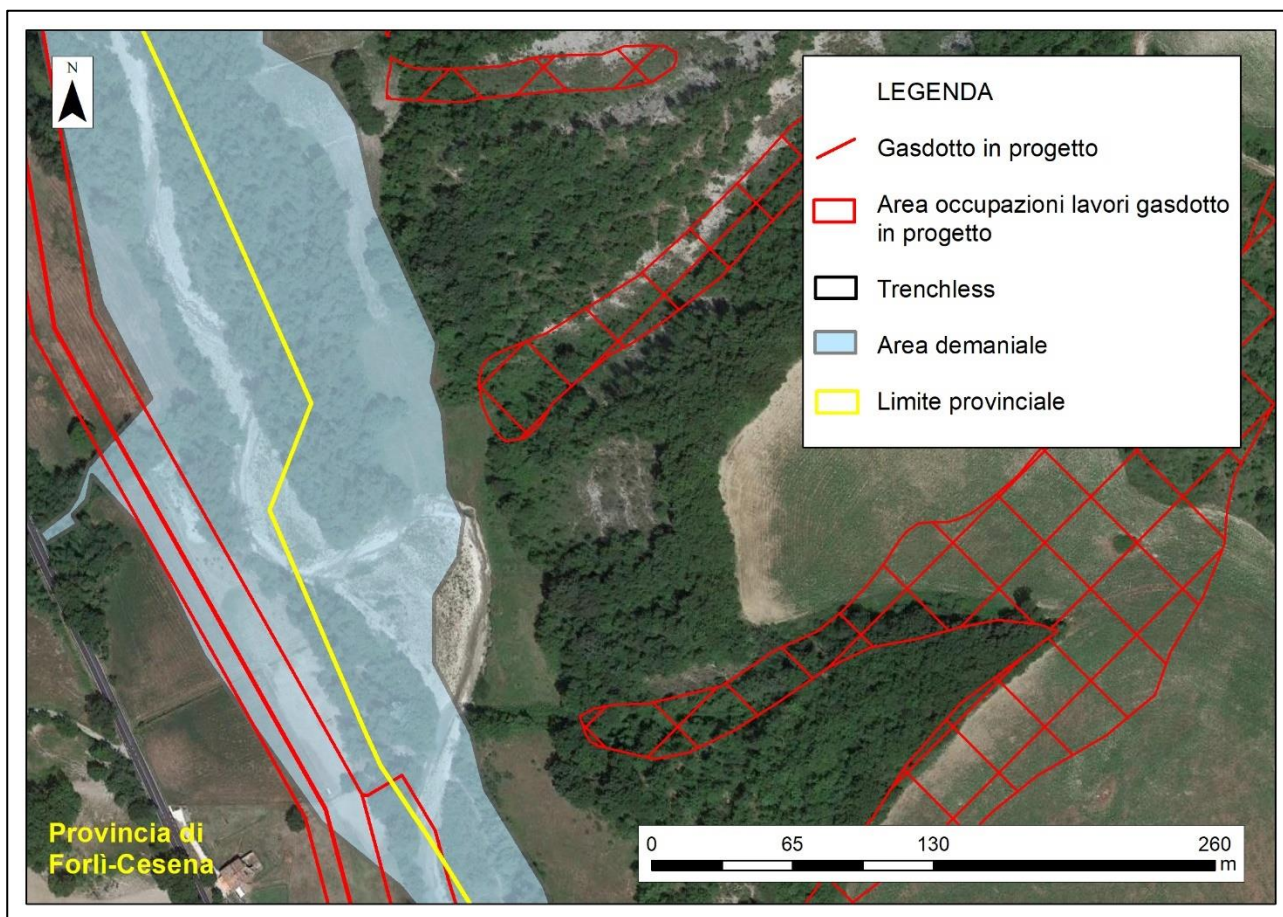 N
LEGENDA
Gasdotto in progetto
Area occupazioni lavori gasdotto
in progetto
Trenchless
Area demaniale
Limite provinciale
Provincia di
Forlì-Cesena
0 65 130 260
m